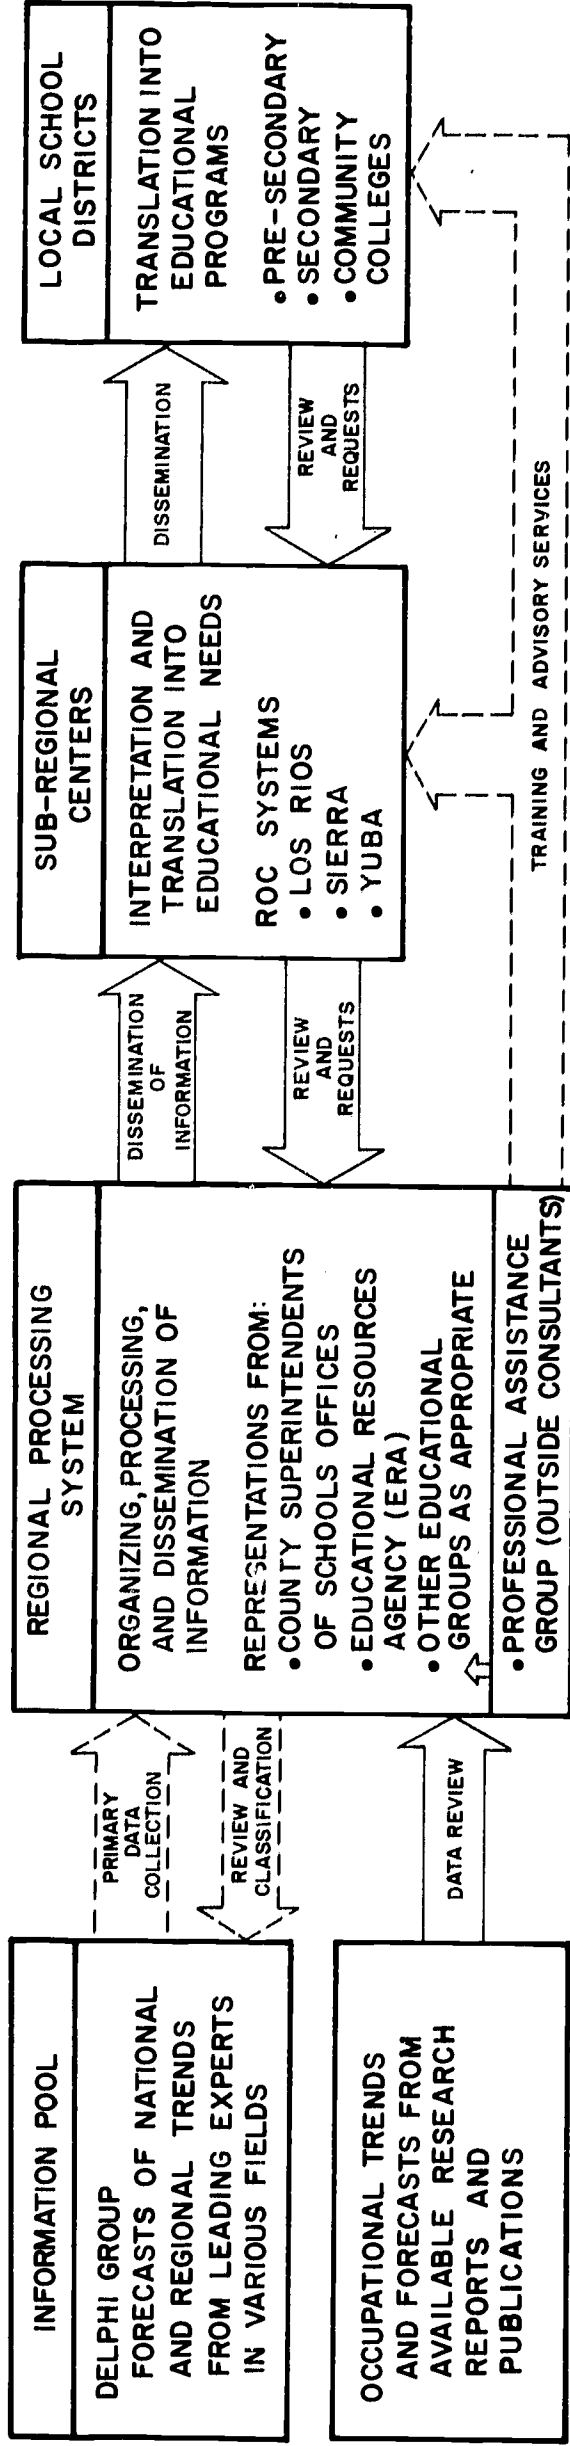 INFORMATION POOL
DELPHI GROUP
FORECASTS OF NATIONAL
AND REGIONAL TRENDS
FROM LEADING EXPERTS
IN VARIOUS FIELDS
OCCUPATIONAL TRENDS
AND FORECASTS FROM
AVAILABLE RESEARCH
REPORTS AND
PUBLICATIONS
PRIMARY
DATA
COLLECTION
REVIEW AND
CLASSIFICATION
DATA REVIEW
REGIONAL PROCESSING
SYSTEM
ORGANIZING, PROCESSING,
AND DISSEMINATION OF
INFORMATION
REPRESENTATIONS FROM:
• COUNTY SUPERINTENDENTS
OF SCHOOLS OFFICES
• EDUCATIONAL RESOURCES
AGENCY (ERA)
• OTHER EDUCATIONAL
GROUPS AS APPROPRIATE
• PROFESSIONAL ASSISTANCE
GROUP (OUTSIDE CONSULTANTS)
DISSEMINATION
OF
INFORMATION
REVIEW
AND
REQUESTS
SUB-REGIONAL
CENTERS
INTERPRETATION AND
TRANSLATION INTO
EDUCATIONAL NEEDS
ROC SYSTEMS
• LOS RIOS
• SIERRA
• YUBA
DISSEMINATION
REVIEW
AND
REQUESTS
LOCAL SCHOOL
DISTRICTS
TRANSLATION INTO
EDUCATIONAL
PROGRAMS
• PRE-SECONDARY
• SECONDARY
• COMMUNITY
COLLEGES
TRAINING AND ADVISORY SERVICES